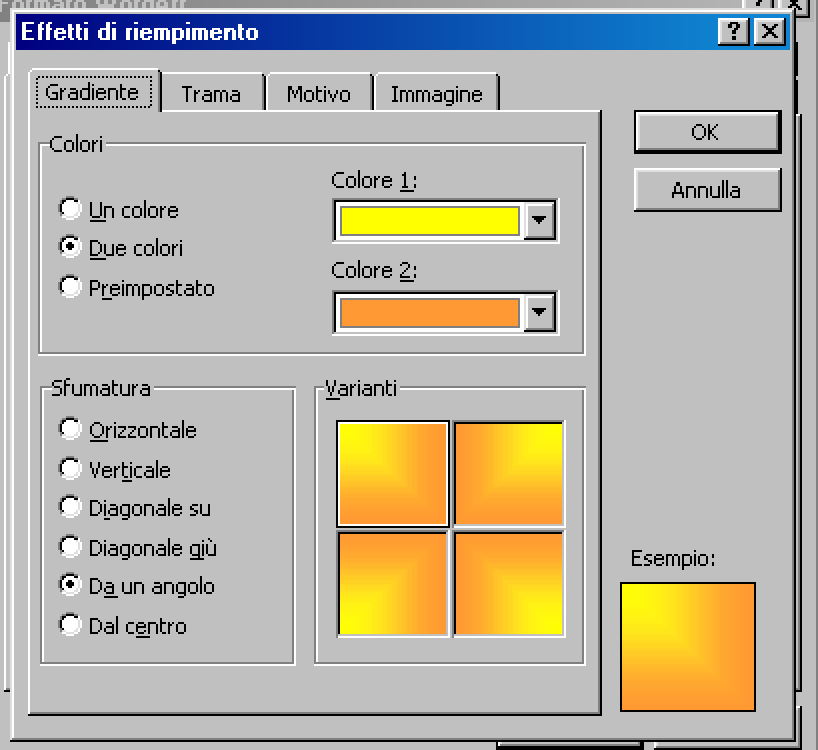 Effetti di riempimento
Gradiente Trama Motivo Immagine
OK
Annulla
Colori
Un colore
Due colori
Preimpostato
Colore 1:
Colore 2:
Sfumatura
Orizzontale
Verticale
Diagonale su
Diagonale giù
Da un angolo
Dal centro
Varianti
Esempio: